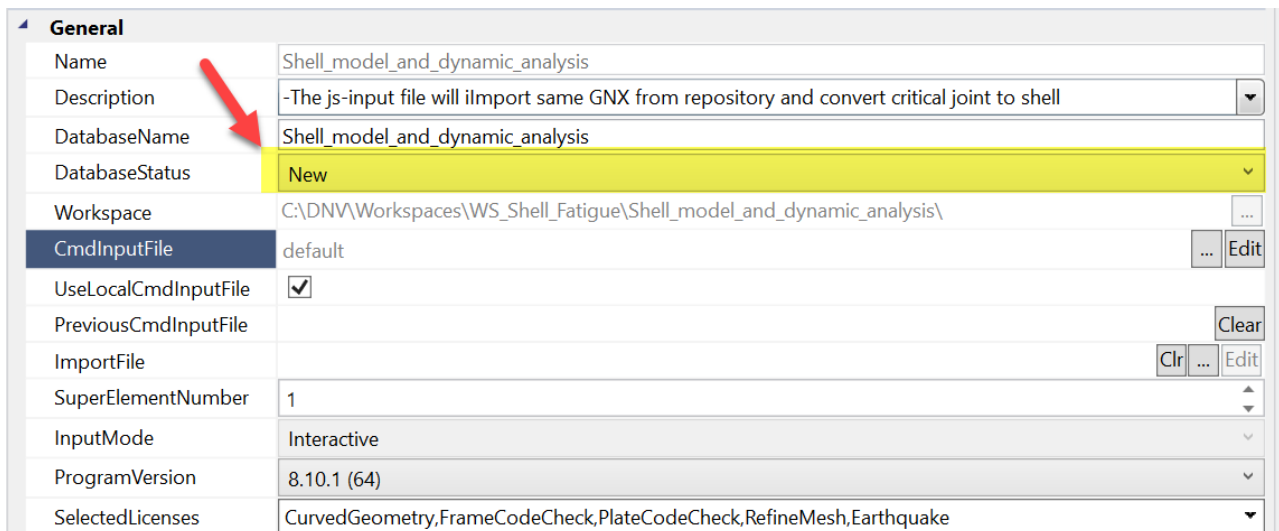 General
Name Shell_model_and_dynamic_analysis
Description -The js-input file will iImport same GNX from repository and convert critical joint to shell
DatabaseName Shell_model_and_dynamic_analysis
DatabaseStatus New
Workspace C:\DNV\Workspaces\WS_Shell_Fatigue\Shell_model_and_dynamic_analysis\ ...
CmdInputFile default ... Edit
UseLocalCmdInputFile
PreviousCmdInputFile Clear
ImportFile Clr ... Edit
SuperElementNumber 1
InputMode Interactive
ProgramVersion 8.10.1 (64)
SelectedLicenses CurvedGeometry,FrameCodeCheck,PlateCodeCheck,RefineMesh,Earthquake